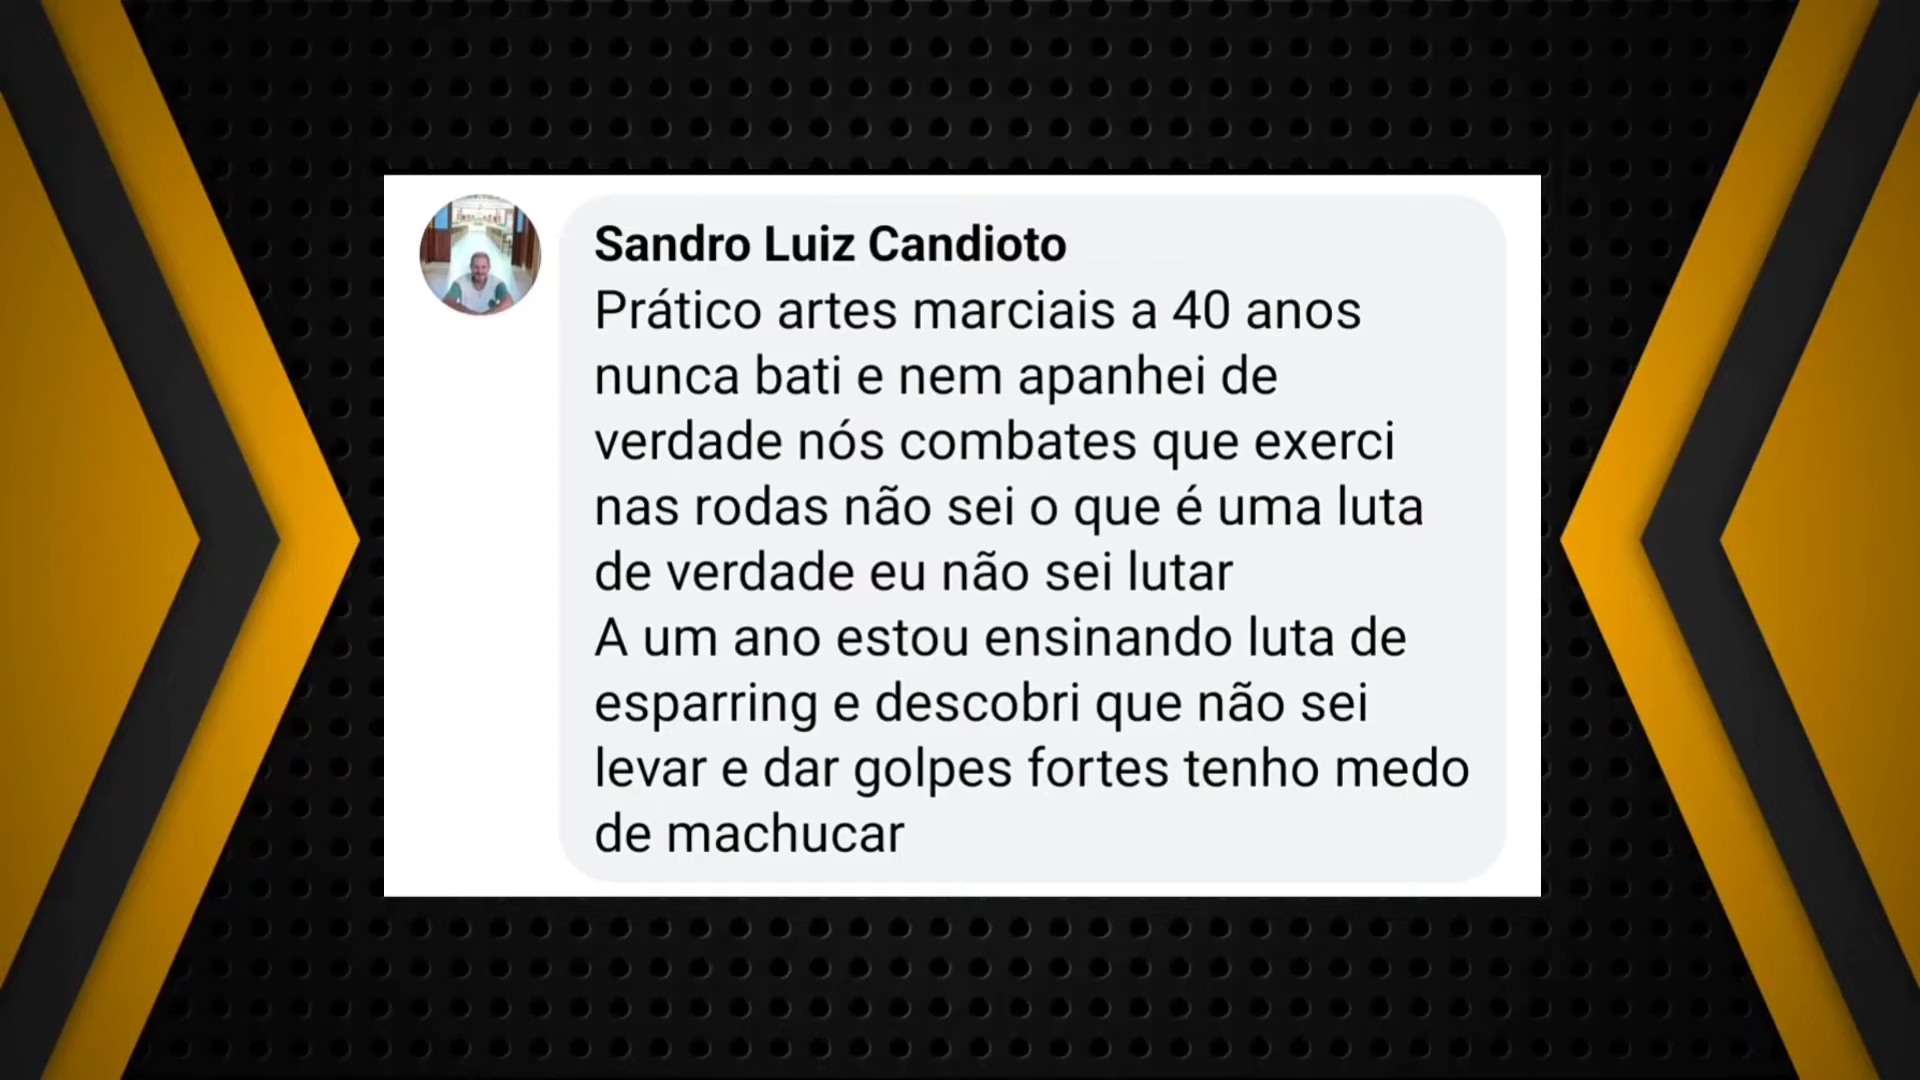 Sandro Luiz Candioto
Prático artes marciais a 40 anos
nunca bati e nem apanhei de
verdade nós combates que exerci
nas rodas não sei o que é uma luta
de verdade eu não sei lutar
A um ano estou ensinando luta de
esparring e descobri que não sei
levar e dar golpes fortes tenho medo
de machucar